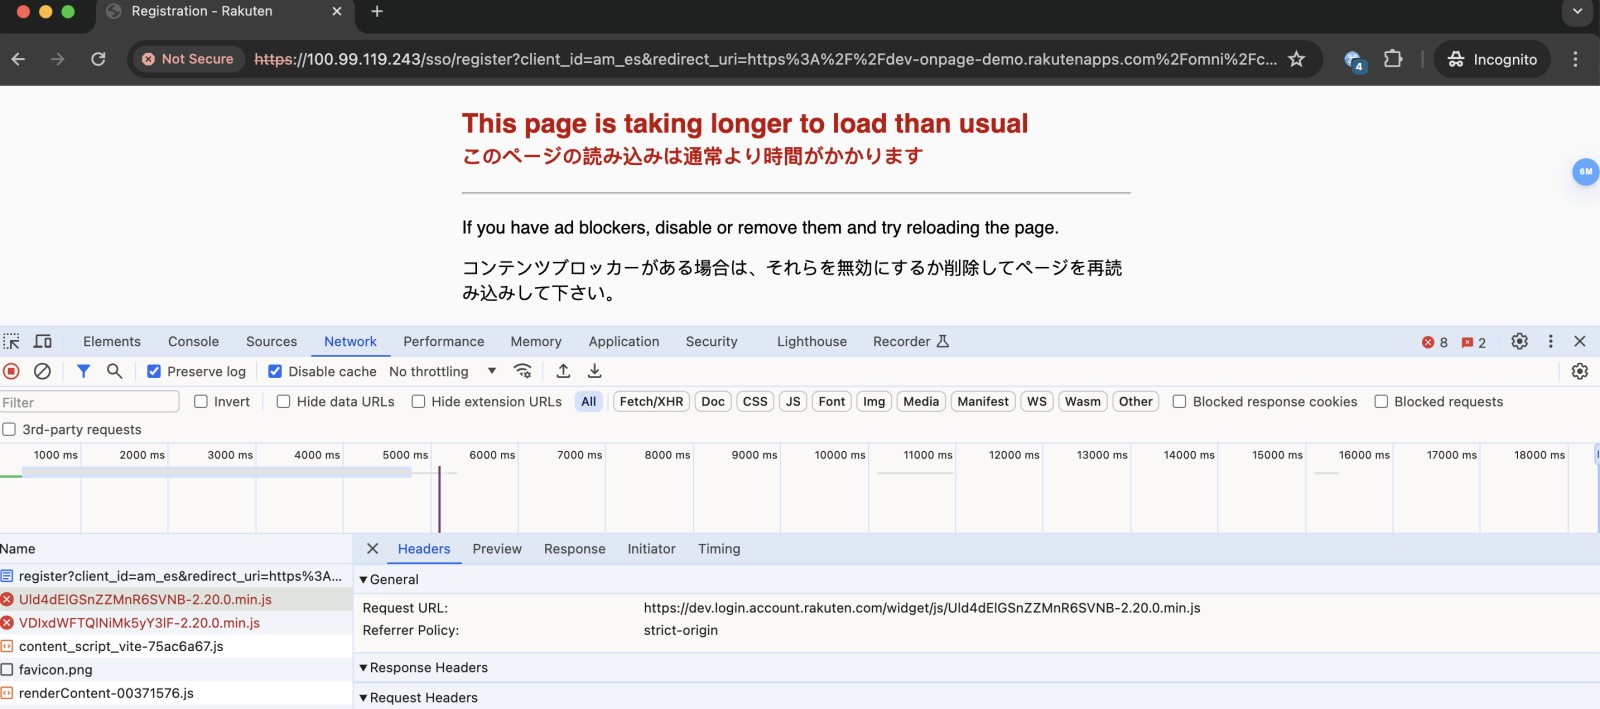 Registration - Rakuten
Not Secure https://100.99.119.243/sso/register?client_id=am_es&redirect_uri=https%3A%2F%2Fdev-onpage-demo.rakutenapps.com%2Fomni%2Fc... 4 Incognito
This page is taking longer to load than usual
このページの読み込みは通常より時間がかかります
6M
If you have ad blockers, disable or remove them and try reloading the page.
コンテンツブロッカーがある場合は、それらを無効にするか削除してページを再読
み込みして下さい。
Elements Console Sources Network Performance Memory Application Security Lighthouse Recorder 8 2
Preserve log Disable cache No throttling
Filter Invert Hide data URLs Hide extension URLs All Fetch/XHR Doc CSS JS Font Img Media Manifest WS Wasm Other Blocked response cookies Blocked requests
3rd-party requests
1000 ms 2000 ms 3000 ms 4000 ms 5000 ms 6000 ms 7000 ms 8000 ms 9000 ms 10000 ms 11000 ms 12000 ms 13000 ms 14000 ms 15000 ms 16000 ms 17000 ms 18000 ms
Name
Headers Preview Response Initiator Timing
register?client_id=am_es&redirect_uri=https%3A...
Uld4dElGSnZZMnR6SVNB-2.20.0.min.js
VDIxdWFTQlNiMk5yY3lF-2.20.0.min.js
content_script_vite-75ac6a67.js
favicon.png
renderContent-00371576.js
General
Request URL: https://dev.login.account.rakuten.com/widget/js/Uld4dElGSnZZMnR6SVNB-2.20.0.min.js
Referrer Policy: strict-origin
Response Headers
Request Headers